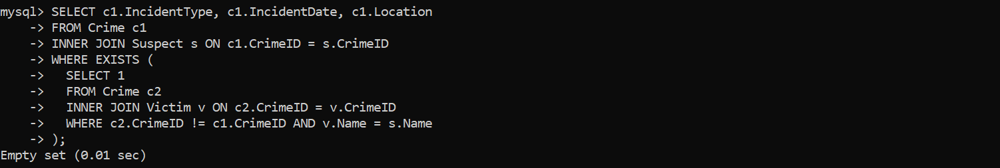 mysql> SELECT c1.IncidentType, c1.IncidentDate, c1.Location
    -> FROM Crime c1
    -> INNER JOIN Suspect s ON c1.CrimeID = s.CrimeID
    -> WHERE EXISTS (
    ->   SELECT 1
    ->   FROM Crime c2
    ->   INNER JOIN Victim v ON c2.CrimeID = v.CrimeID
    ->   WHERE c2.CrimeID != c1.CrimeID AND v.Name = s.Name
    -> );
Empty set (0.01 sec)